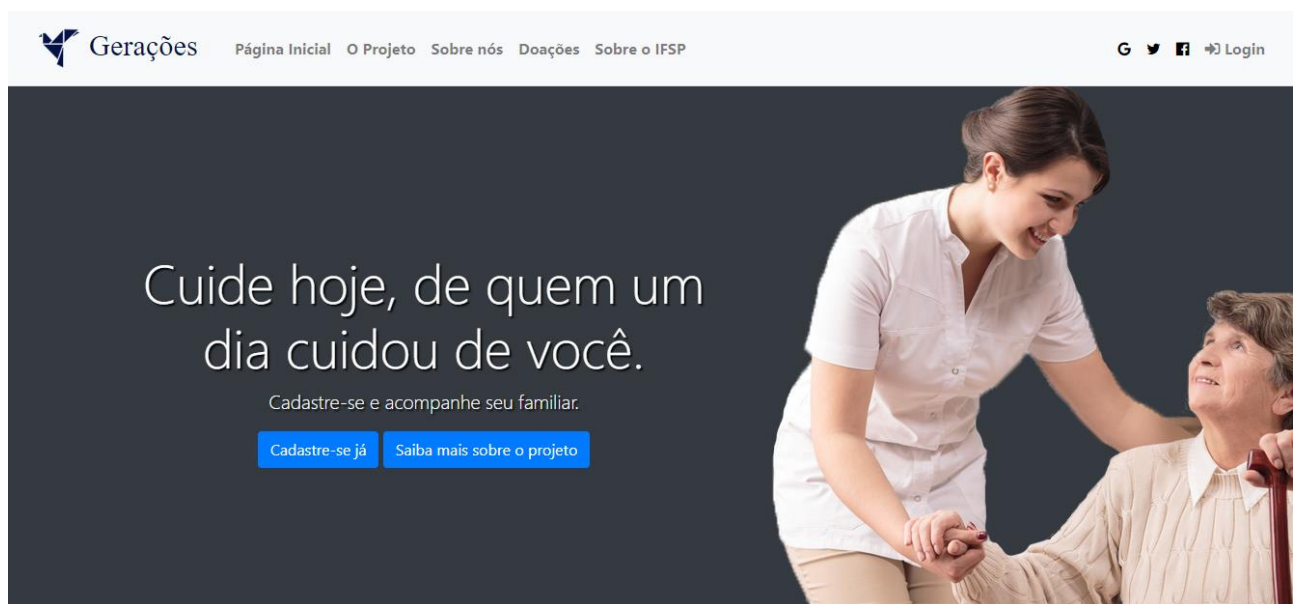 Gerações
Página Inicial O Projeto Sobre nós Doações Sobre o IFSP
G Login
Cuide hoje, de quem um
dia cuidou de você.
Cadastre-se e acompanhe seu familiar.
Cadastre-se já Saiba mais sobre o projeto